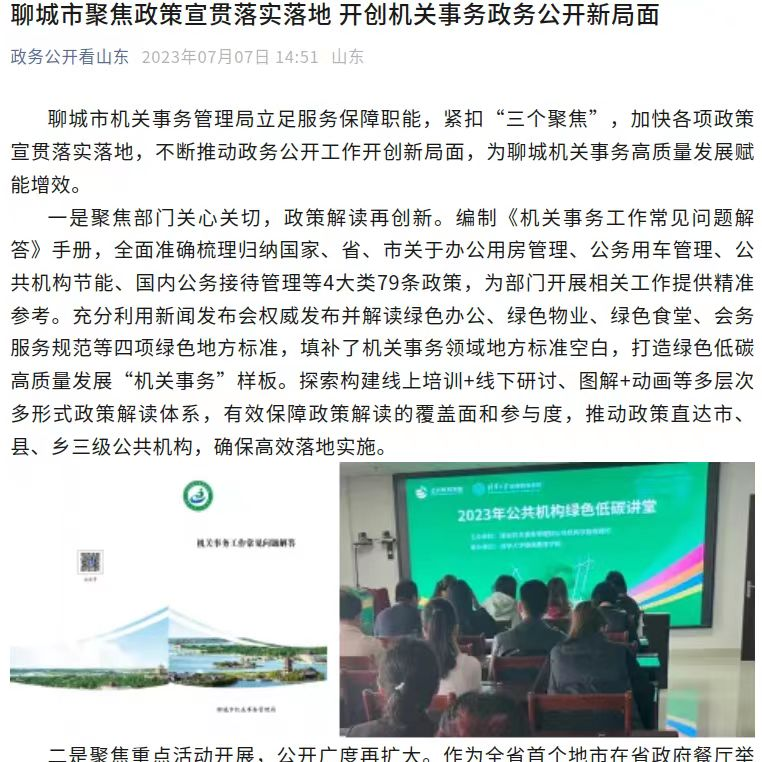 聊城市聚焦政策宣贯落实落地 开创机关事务政务公开新局面
政务公开看山东 2023年07月07日 14:51 山东
聊城市机关事务管理局立足服务保障职能，紧扣“三个聚焦”，加快各项政策
宣贯落实落地，不断推动政务公开工作开创新局面，为聊城机关事务高质量发展赋
能增效。
一是聚焦部门关心关切，政策解读再创新。编制《机关事务工作常见问题解
答》手册，全面准确梳理归纳国家、省、市关于办公用房管理、公务用车管理、公
共机构节能、国内公务接待管理等4大类79条政策，为部门开展相关工作提供精准
参考。充分利用新闻发布会权威发布并解读绿色办公、绿色物业、绿色食堂、会务
服务规范等四项绿色地方标准，填补了机关事务领域地方标准空白，打造绿色低碳
高质量发展“机关事务”样板。探索构建线上培训+线下研讨、图解+动画等多层次
多形式政策解读体系，有效保障政策解读的覆盖面和参与度，推动政策直达市、
县、乡三级公共机构，确保高效落地实施。
机关事务工作常见问题解答
聊城市机关事务管理局
2023年公共机构绿色低碳讲堂
二是聚焦重点活动开展，公开广度再扩大。作为全省首个地市在省政府餐厅举